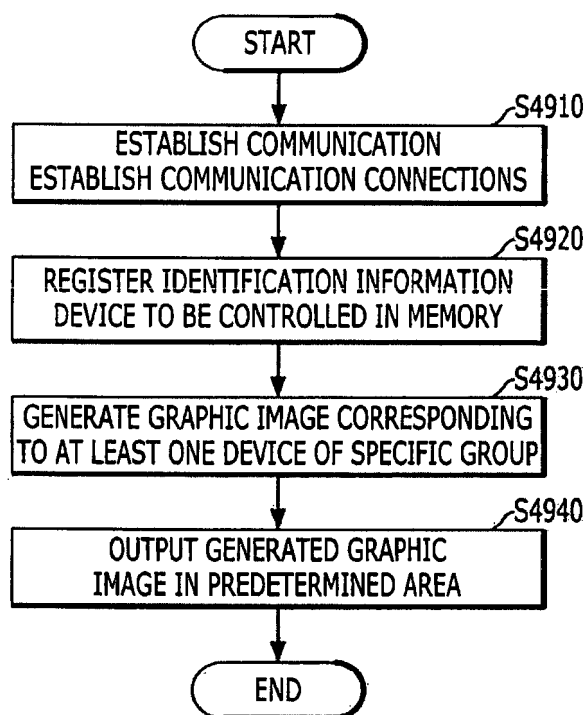 START
S4910
ESTABLISH COMMUNICATION
ESTABLISH COMMUNICATION CONNECTIONS
S4920
REGISTER IDENTIFICATION INFORMATION
DEVICE TO BE CONTROLLED IN MEMORY
S4930
GENERATE GRAPHIC IMAGE CORRESPONDING
TO AT LEAST ONE DEVICE OF SPECIFIC GROUP
S4940
OUTPUT GENERATED GRAPHIC
IMAGE IN PREDETERMINED AREA
END